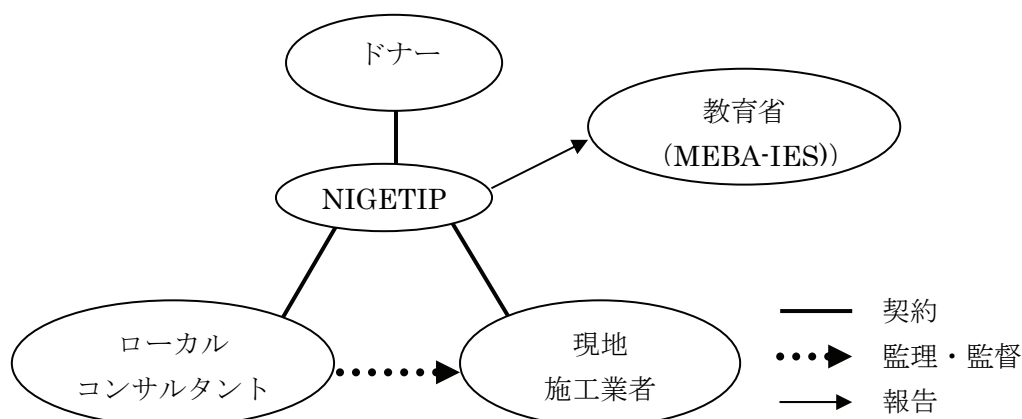 ドナー
教育省
(MEBA-IES))
NIGETIP
ローカル
コンサルタント
現地
施工業者
契約
監理・監督
報告